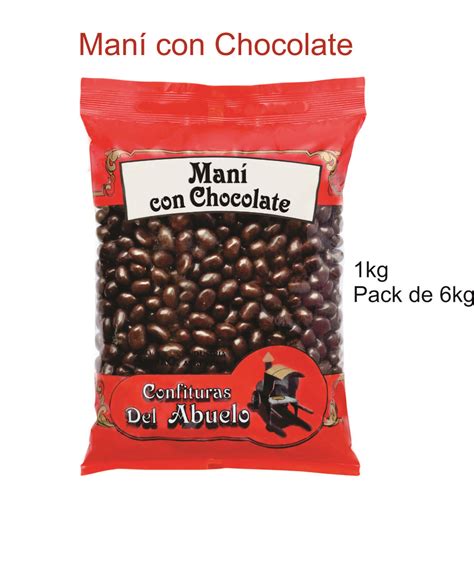 Maní con Chocolate
Maní
con Chocolate
1kg
Pack de 6kg
Confituras
Del Abuelo